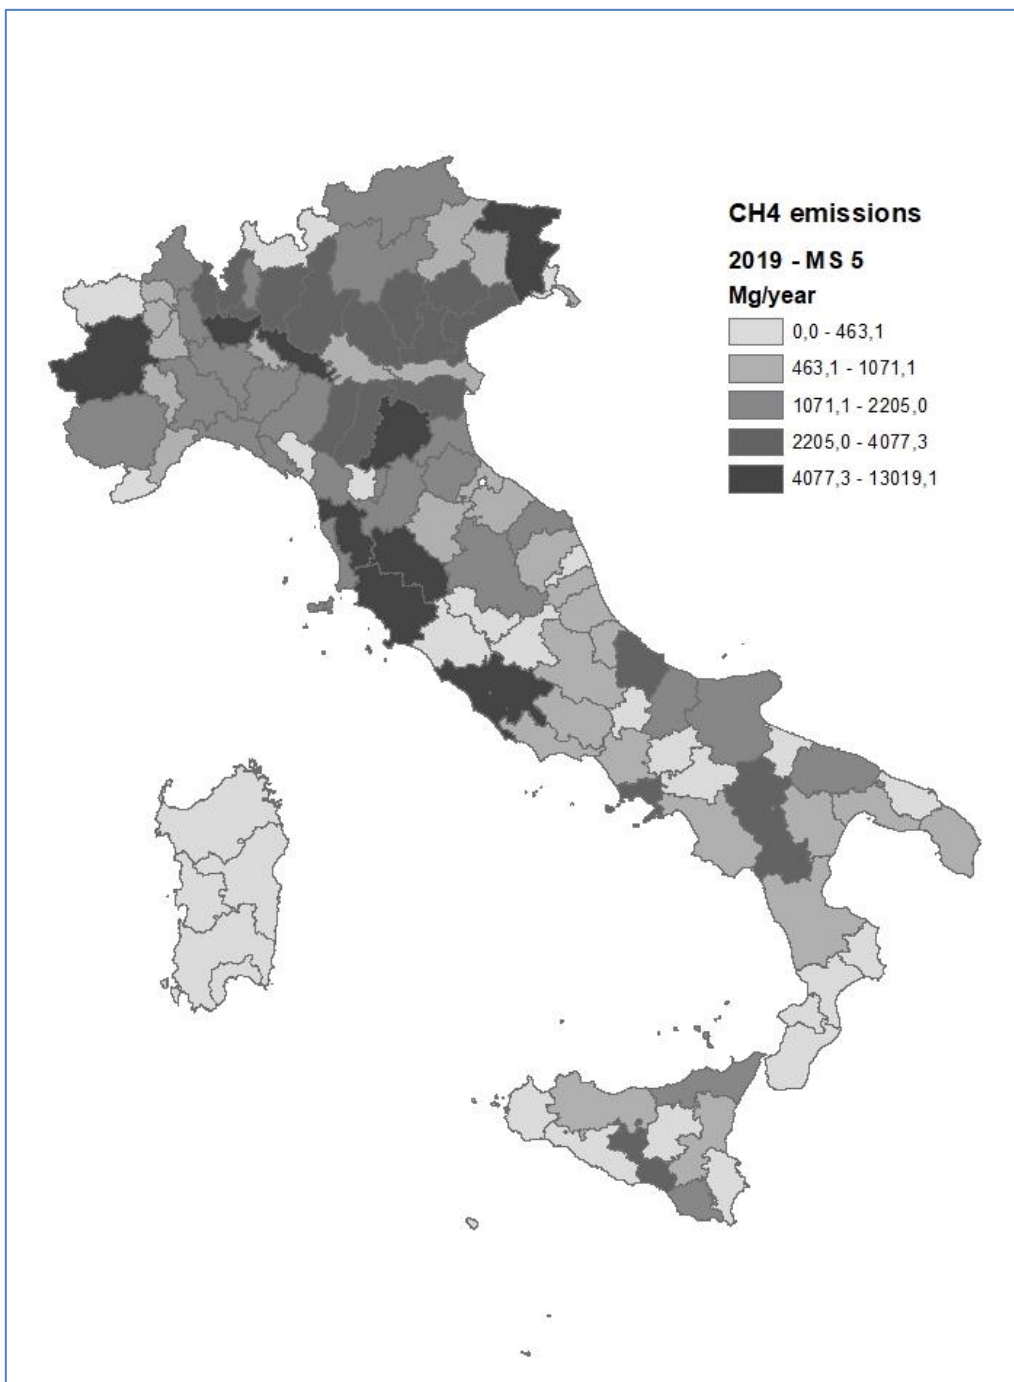 CH4 emissions
2019 - MS 5
Mg/year
0,0 - 463,1
463,1 - 1071,1
1071,1 - 2205,0
2205,0 - 4077,3
4077,3 - 13019,1